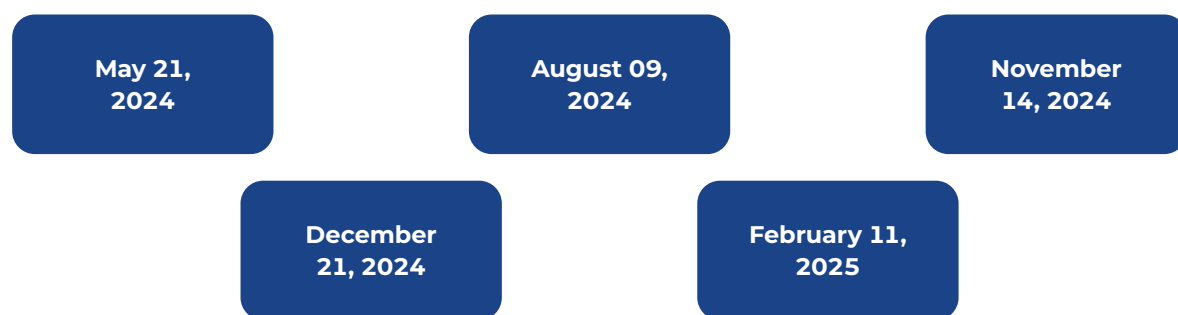 May 21,
2024
August 09,
2024
November
14, 2024
December
21, 2024
February 11,
2025